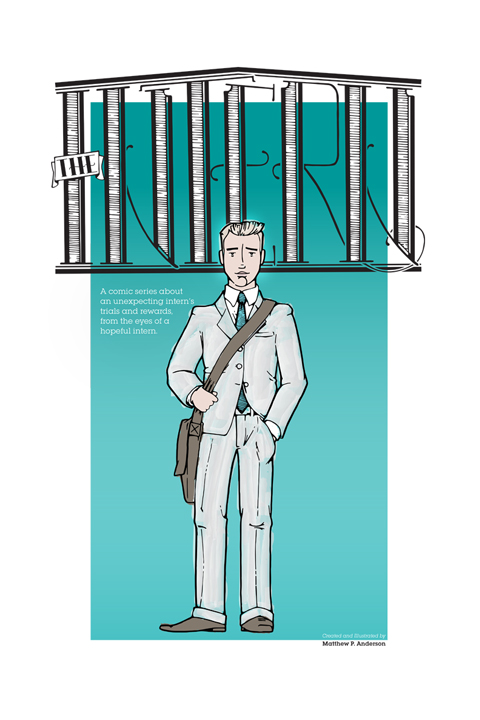 THE
INTERN
A comic series about
an unexpecting intern's
trials and rewards,
from the eyes of a
hopeful intern.
Created and Illustrated by
Matthew P. Anderson